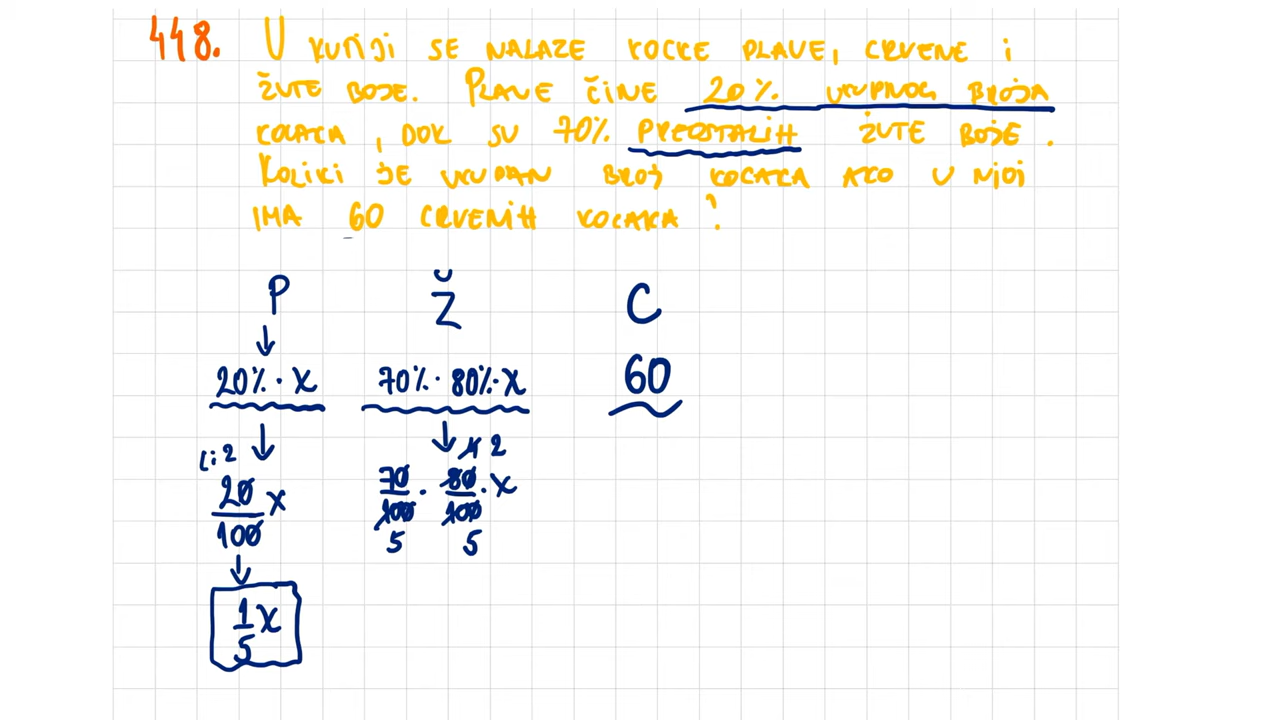 448. U KUTIJI SE NALAZE KOCKE PLAVE, CRVENE I
ŽUTE BOJE. PLAVE ČINE 20% UKUPNOG BROJA
KOCAKA, DOK SU 70% PREOSTALIH ŽUTE BOJE.
KOLIKI JE UKUPAN BROJ KOCAKA AKO U NJOJ
IMA 60 CRVENIH KOCAKA?
P Ž C
↓
20% · X 70% · 80% · X 60
↓ ↓ 4 2
(:2
20/100 X 70/100 · 80/100 · X
5 5
↓
1/5 X